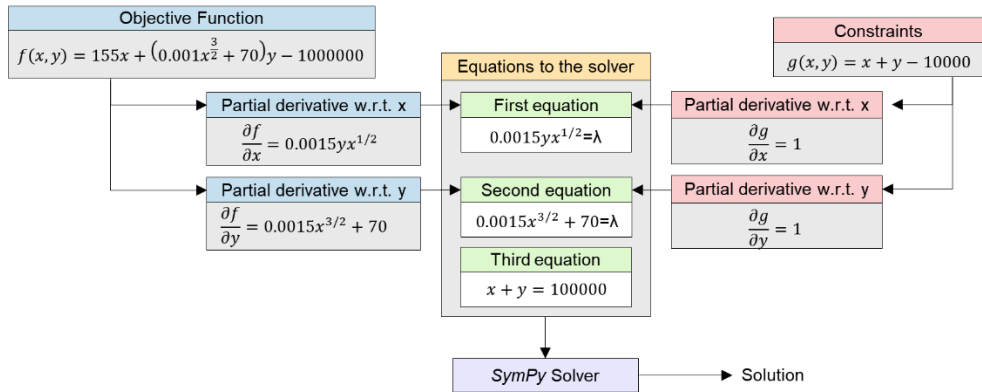 Objective Function
f(x, y) = 155x + (0.001x^{3/2} + 70)y − 1000000
Constraints
g(x, y) = x + y − 10000
Equations to the solver
Partial derivative w.r.t. x
∂f/∂x = 0.0015yx^{1/2}
First equation
0.0015yx^{1/2}=λ
Partial derivative w.r.t. x
∂g/∂x = 1
Partial derivative w.r.t. y
∂f/∂y = 0.0015x^{3/2} + 70
Second equation
0.0015x^{3/2} + 70=λ
Partial derivative w.r.t. y
∂g/∂y = 1
Third equation
x + y = 100000
SymPy Solver
Solution